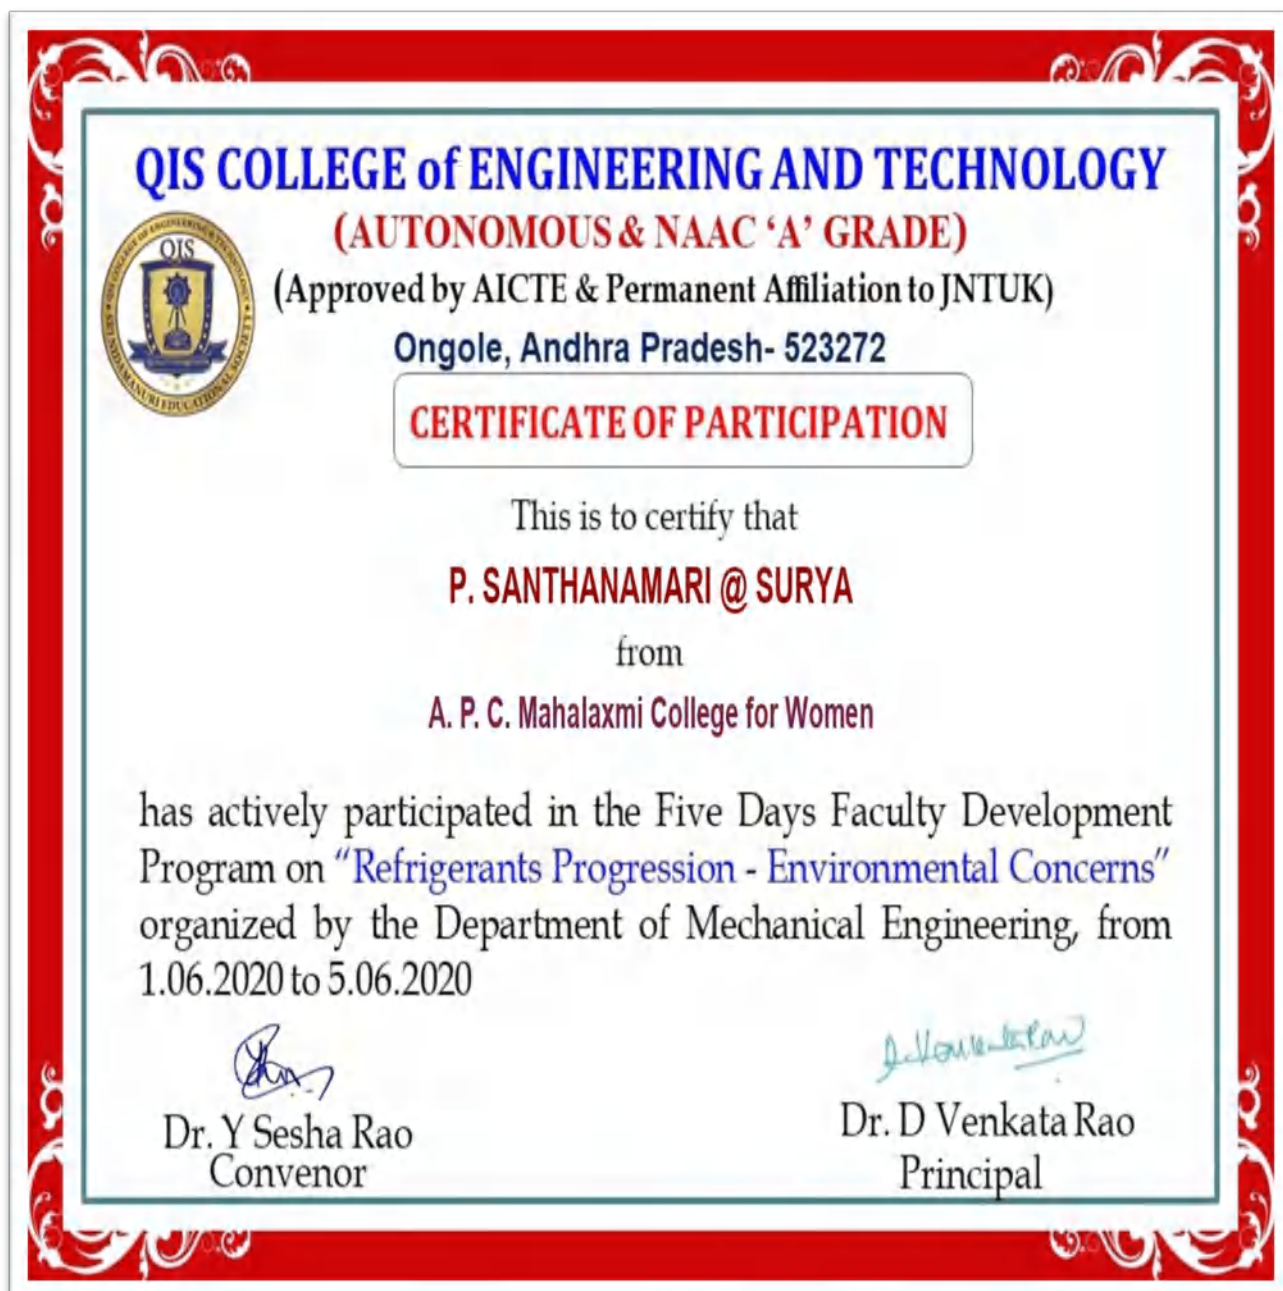 QIS COLLEGE of ENGINEERING AND TECHNOLOGY
(AUTONOMOUS & NAAC ‘A’ GRADE)
(Approved by AICTE & Permanent Affiliation to JNTUK)
Ongole, Andhra Pradesh- 523272
QIS
CERTIFICATE OF PARTICIPATION
This is to certify that
P. SANTHANAMARI @ SURYA
from
A. P. C. Mahalaxmi College for Women
has actively participated in the Five Days Faculty Development
Program on “Refrigerants Progression - Environmental Concerns”
organized by the Department of Mechanical Engineering, from
1.06.2020 to 5.06.2020
Dr. Y Sesha Rao
Convenor
Dr. D Venkata Rao
Principal